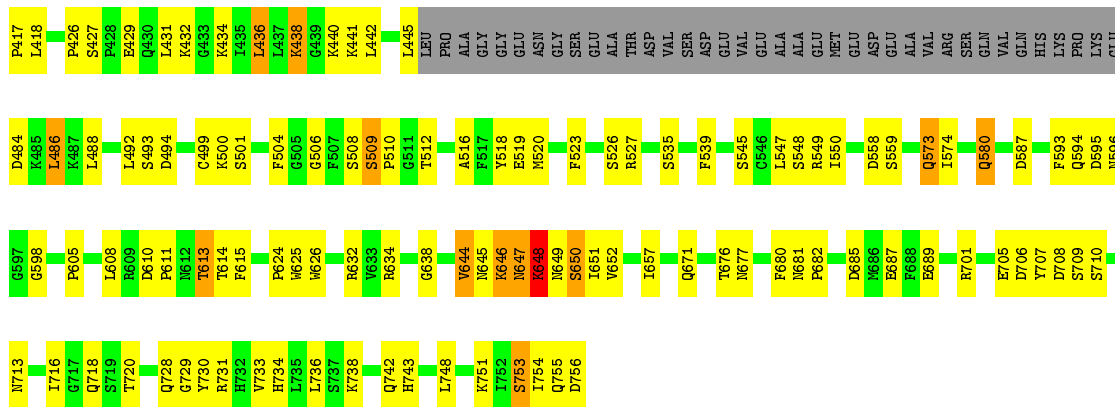 P417 L418 P426 S427 P428 E429 Q430 L431 K432 G433 K434 I435 L436 L437 K438 G439 K440 K441 L442 L445 LEU PRO ALA GLY GLY GLU ASN GLY SER SER GLU ALA THR ASP VAL SER ASP GLU VAL GLU ALA ALA GLU MET GLU ASP GLU ALA VAL ARG SER GLN VAL GLN HIS LYS PRO LYS GLU
D484 K485 L486 K487 L488 L492 S493 D494 C499 K500 S501 F504 G505 G506 F507 S508 S509 P510 G511 T512 A516 F517 Y518 E519 M520 F523 S526 R527 S535 F539 S545 C546 L547 S548 R549 I550 D558 S559 Q573 I574 Q580 D587 F593 Q594 D595 N596
G597 G598 P605 L608 R609 D610 P611 N612 T613 T614 F615 P624 W625 W626 R632 V633 R634 G638 V644 N645 K646 N647 K648 N649 S650 I651 V652 I657 Q671 T676 N677 F680 N681 P682 D685 M686 E687 F688 E689 R701 E705 D706 Y707 D708 S709 S710
N713 I716 G717 Q718 S719 T720 Q728 G729 Y730 R731 H732 V733 H734 L735 L736 S737 K738 Q742 H743 L748 K751 I752 S753 I754 Q755 D756